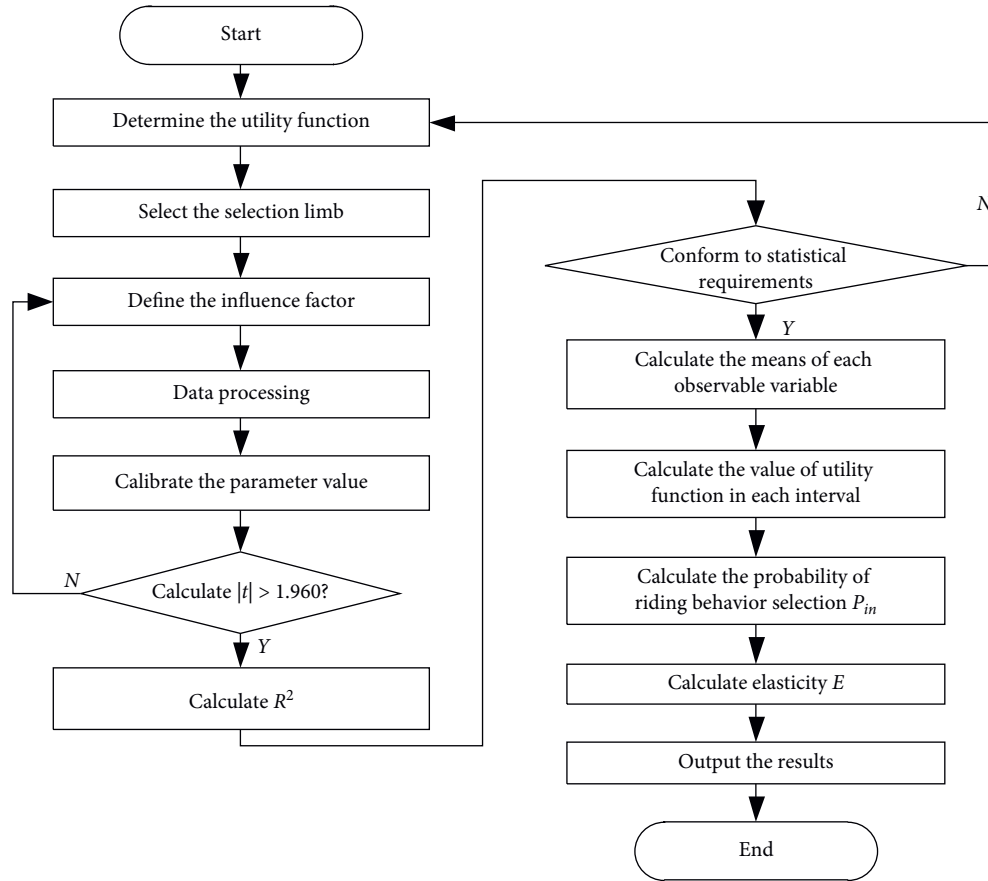 Start
Determine the utility function
Select the selection limb
Define the influence factor
Data processing
Calibrate the parameter value
N
Calculate |t| > 1.960?
Y
Calculate R²
N
Conform to statistical
requirements
Y
Calculate the means of each
observable variable
Calculate the value of utility
function in each interval
Calculate the probability of
riding behavior selection Pᵢₙ
Calculate elasticity E
Output the results
End